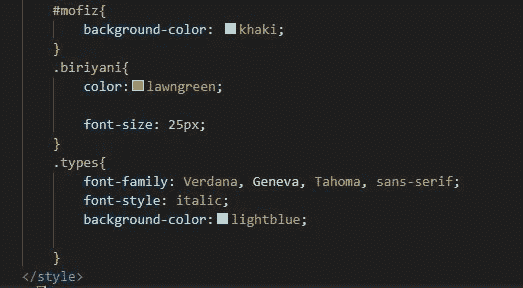 #mofiz{
background-color: khaki;
}
.biriyani{
color:lawngreen;
font-size: 25px;
}
.types{
font-family: Verdana, Geneva, Tahoma, sans-serif;
font-style: italic;
background-color:lightblue;
}
</style>